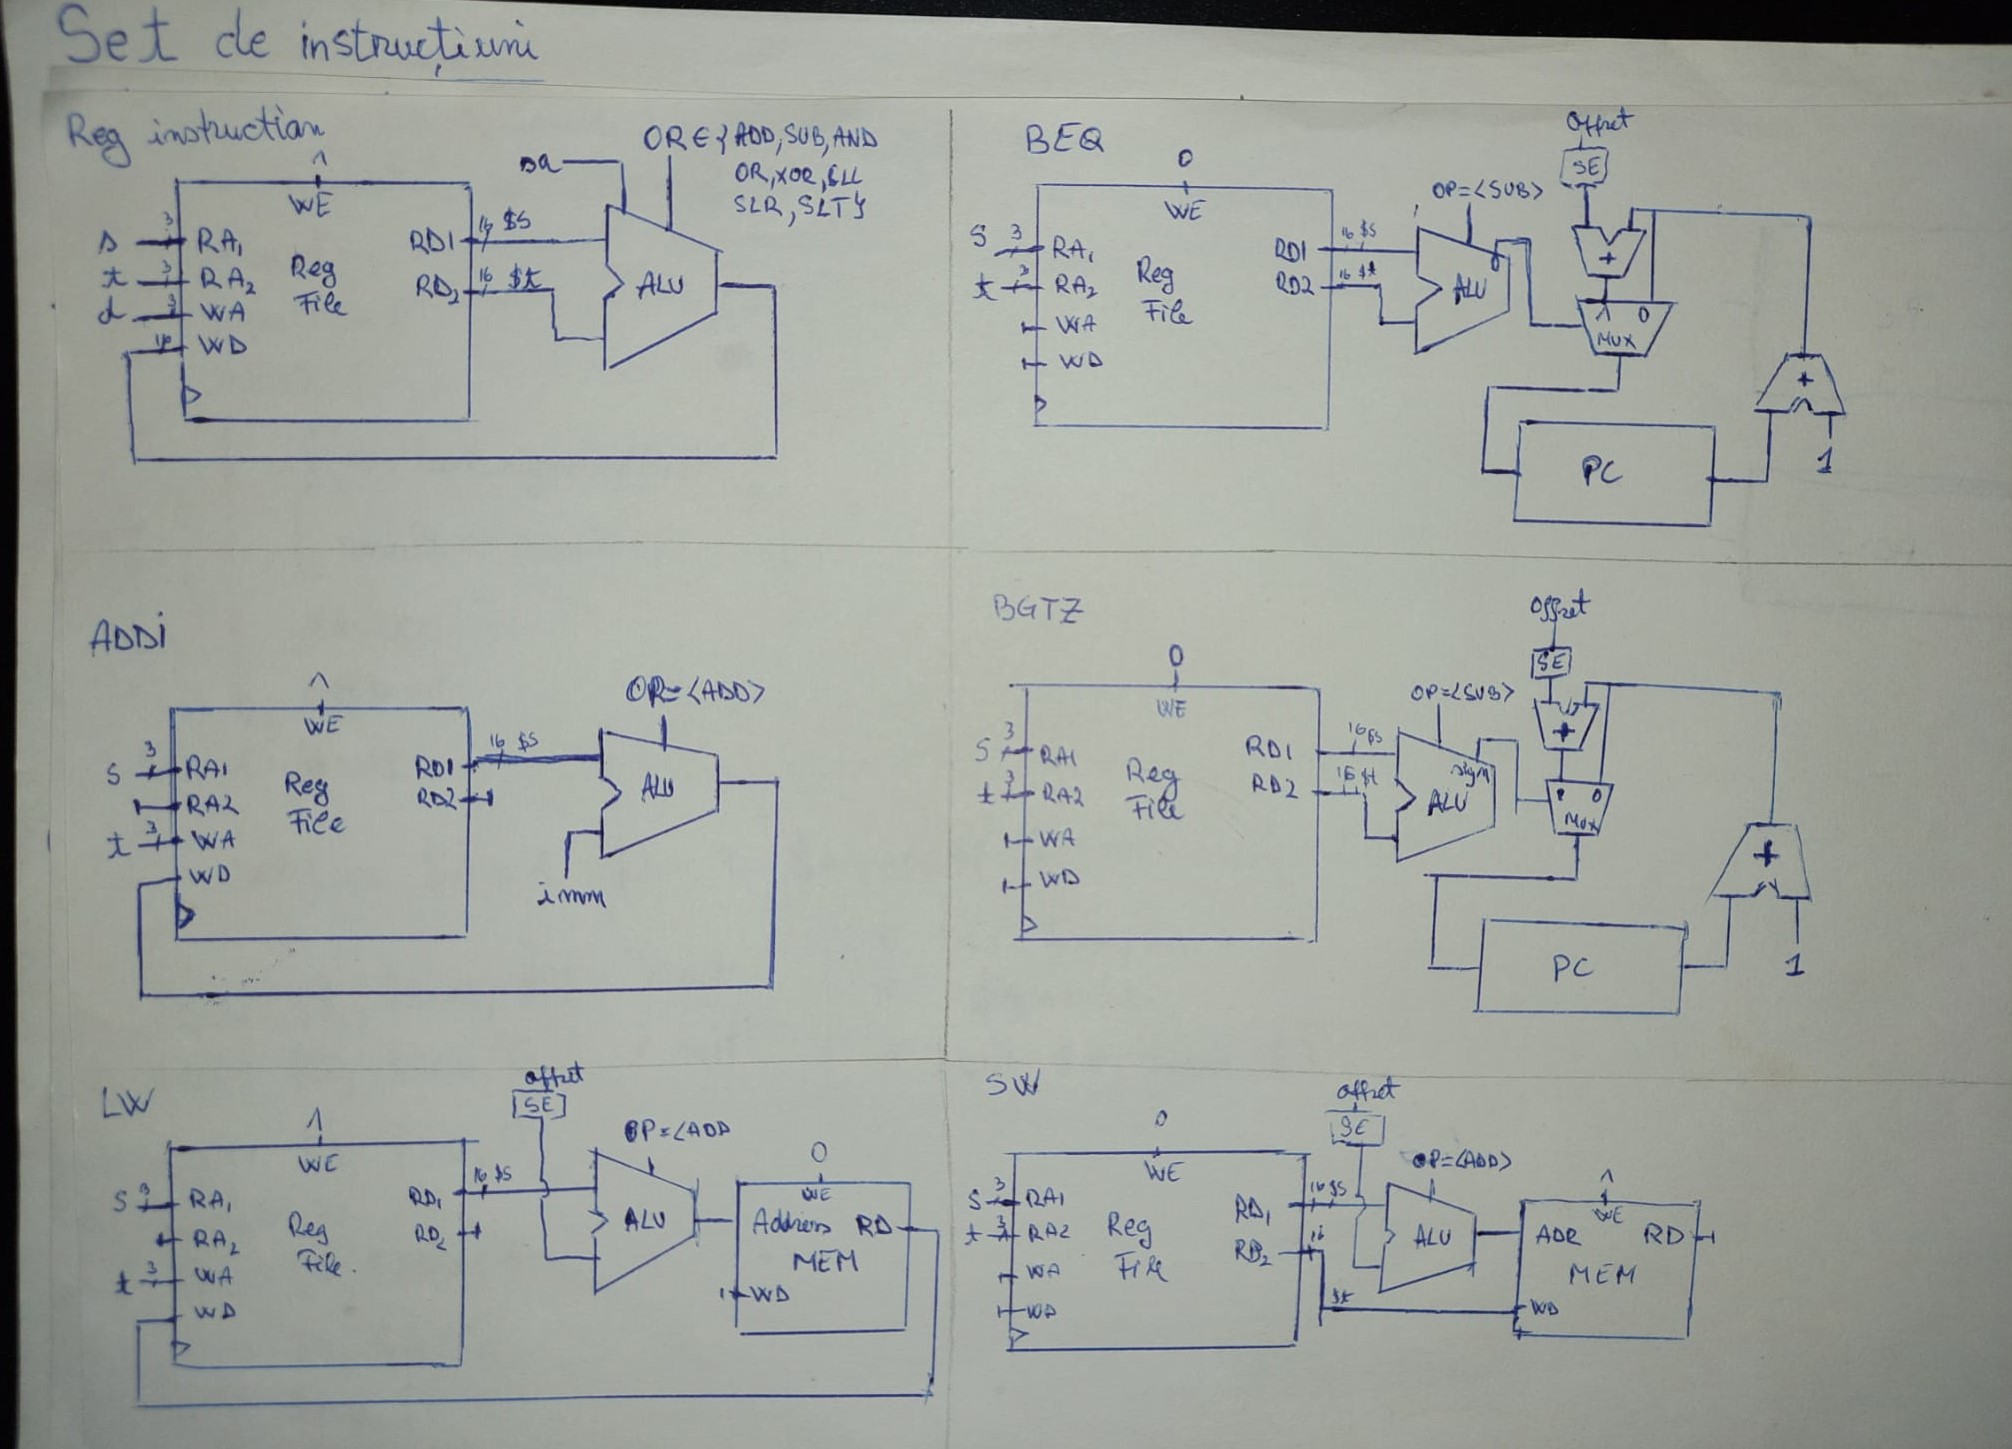 Set de instrucțiuni
Reg instruction
1
WE
sa
OP∈{ADD,SUB,AND
OR,XOR,SLL
SLR,SLT}
s 3 RA1
t 3 RA2
d 3 WA
16 WD
Reg
File
RD1 16 $s
RD2 16 $t
ALU
BEQ
0
WE
S 3 RA1
t 3 RA2
WA
WD
Reg
File
RD1 16 $s
RD2 16 $t
OP=<SUB>
ALU
0
Offset
SE
+
1 0
MUX
+
1
PC
ADDi
1
WE
S 3 RA1
RA2
t 3 WA
WD
Reg
File
RD1 16 $s
RD2
OP=<ADD>
ALU
imm
BGTZ
0
WE
S 3 RA1
t 3 RA2
WA
WD
Reg
File
RD1 16 $s
RD2 16 $t
OP=<SUB>
sign
ALU
Offset
SE
+
0
MUX
+
1
PC
LW
1
WE
S 3 RA1
RA2
t 3 WA
WD
Reg
File.
RD1 16 $s
RD2
offset
SE
OP=<ADD
ALU
0
WE
Address RD
MEM
WD
SW
0
WE
S 3 RA1
t 3 RA2
WA
WD
Reg
File
RD1 16 $s
RD2 16
$t
offset
SE
OP=<ADD>
ALU
1
WE
ADR RD
MEM
WD